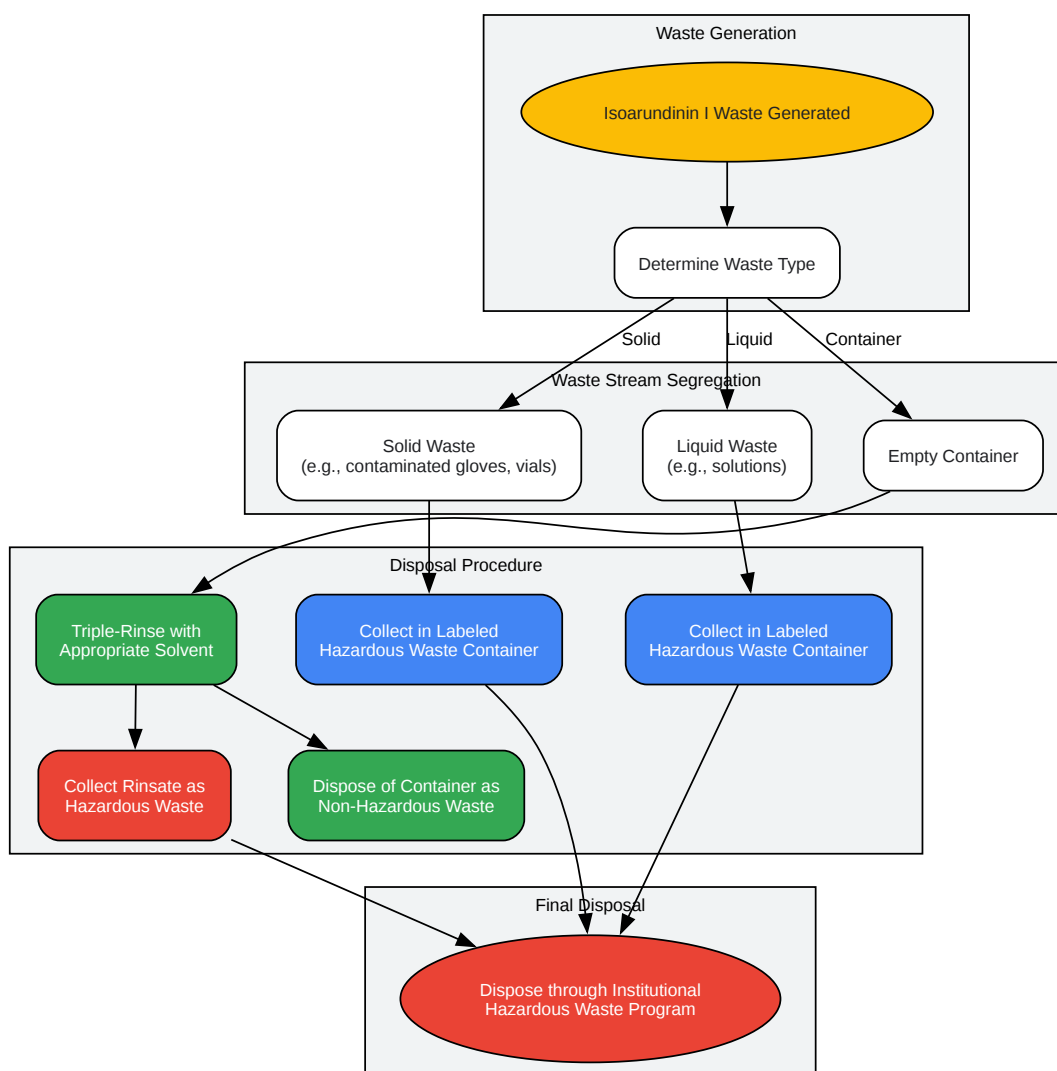 Waste Generation
Isoarundinin I Waste Generated
Determine Waste Type
Solid
Liquid
Container
Waste Stream Segregation
Solid Waste
(e.g., contaminated gloves, vials)
Liquid Waste
(e.g., solutions)
Empty Container
Disposal Procedure
Triple-Rinse with
Appropriate Solvent
Collect in Labeled
Hazardous Waste Container
Collect in Labeled
Hazardous Waste Container
Collect Rinsate as
Hazardous Waste
Dispose of Container as
Non-Hazardous Waste
Final Disposal
Dispose through Institutional
Hazardous Waste Program